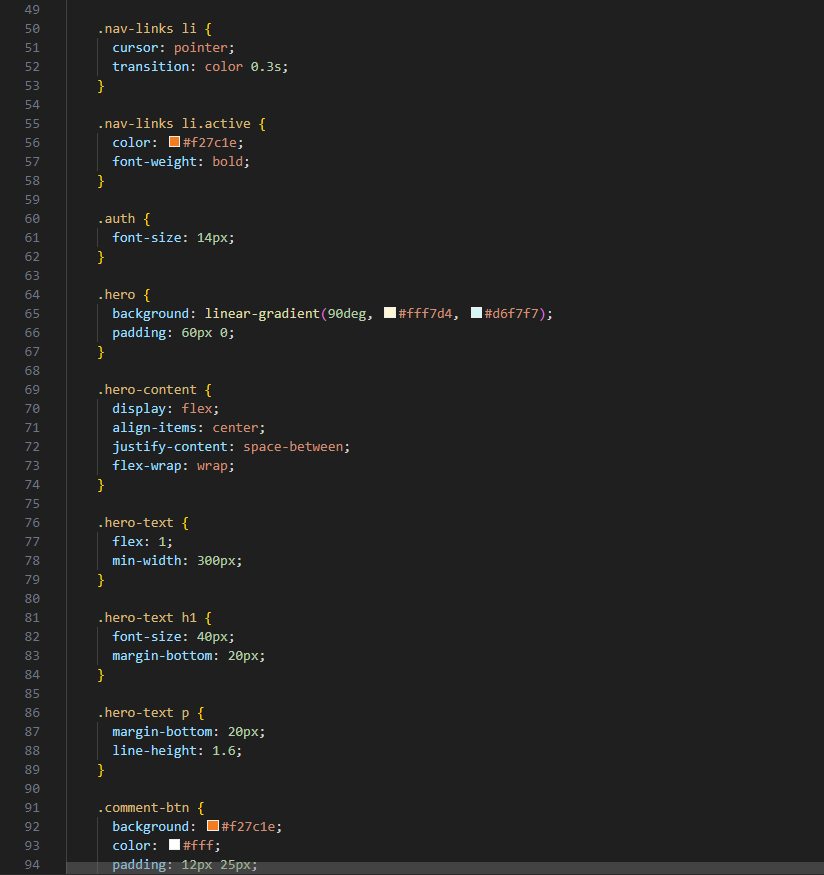 49
50 .nav-links li {
51 cursor: pointer;
52 transition: color 0.3s;
53 }
54
55 .nav-links li.active {
56 color: #f27c1e;
57 font-weight: bold;
58 }
59
60 .auth {
61 font-size: 14px;
62 }
63
64 .hero {
65 background: linear-gradient(90deg, #fff7d4, #d6f7f7);
66 padding: 60px 0;
67 }
68
69 .hero-content {
70 display: flex;
71 align-items: center;
72 justify-content: space-between;
73 flex-wrap: wrap;
74 }
75
76 .hero-text {
77 flex: 1;
78 min-width: 300px;
79 }
80
81 .hero-text h1 {
82 font-size: 40px;
83 margin-bottom: 20px;
84 }
85
86 .hero-text p {
87 margin-bottom: 20px;
88 line-height: 1.6;
89 }
90
91 .comment-btn {
92 background: #f27c1e;
93 color: #fff;
94 padding: 12px 25px;